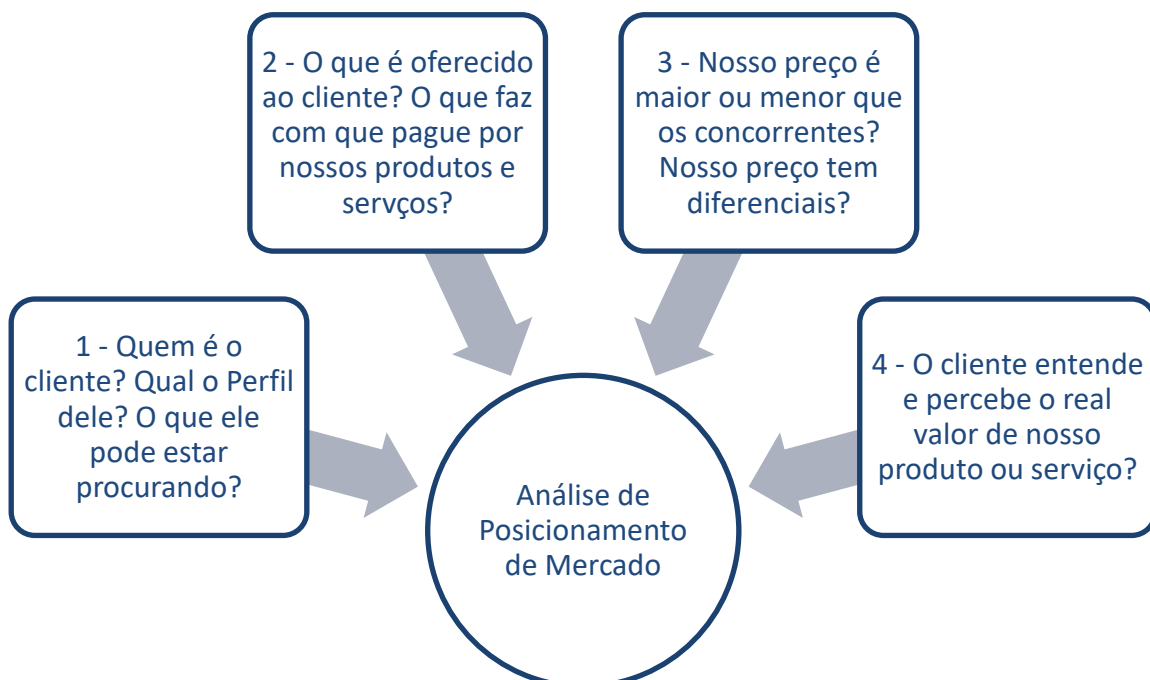 1 - Quem é o
cliente? Qual o Perfil
dele? O que ele
pode estar
procurando?
2 - O que é oferecido
ao cliente? O que faz
com que pague por
nossos produtos e
servços?
3 - Nosso preço é
maior ou menor que
os concorrentes?
Nosso preço tem
diferenciais?
4 - O cliente entende
e percebe o real
valor de nosso
produto ou serviço?
Análise de
Posicionamento
de Mercado